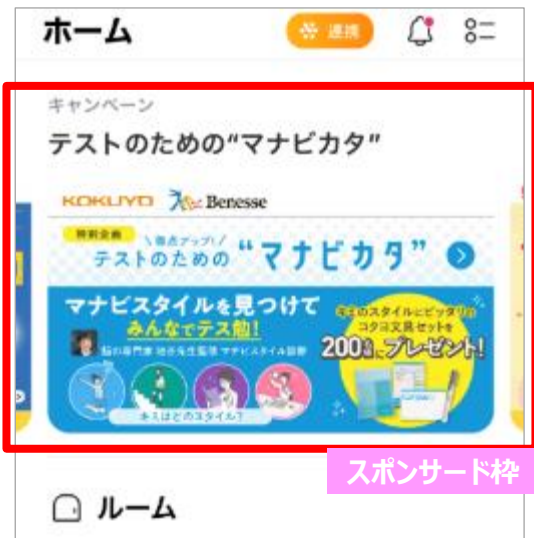 ホーム
連携
キャンペーン
テストのための“マナビカタ”
KOKUYO Benesse
特別企画
得点アップ!
テストのための“マナビカタ”
マナビスタイルを見つけて
みんなでテス勉!
脳の専門家 池谷先生監修 マナビスタイル診断
キミはどのスタイル?
キミのスタイルにピッタリの
コクヨ文具セットを
200名にプレゼント!
スポンサード枠
ルーム